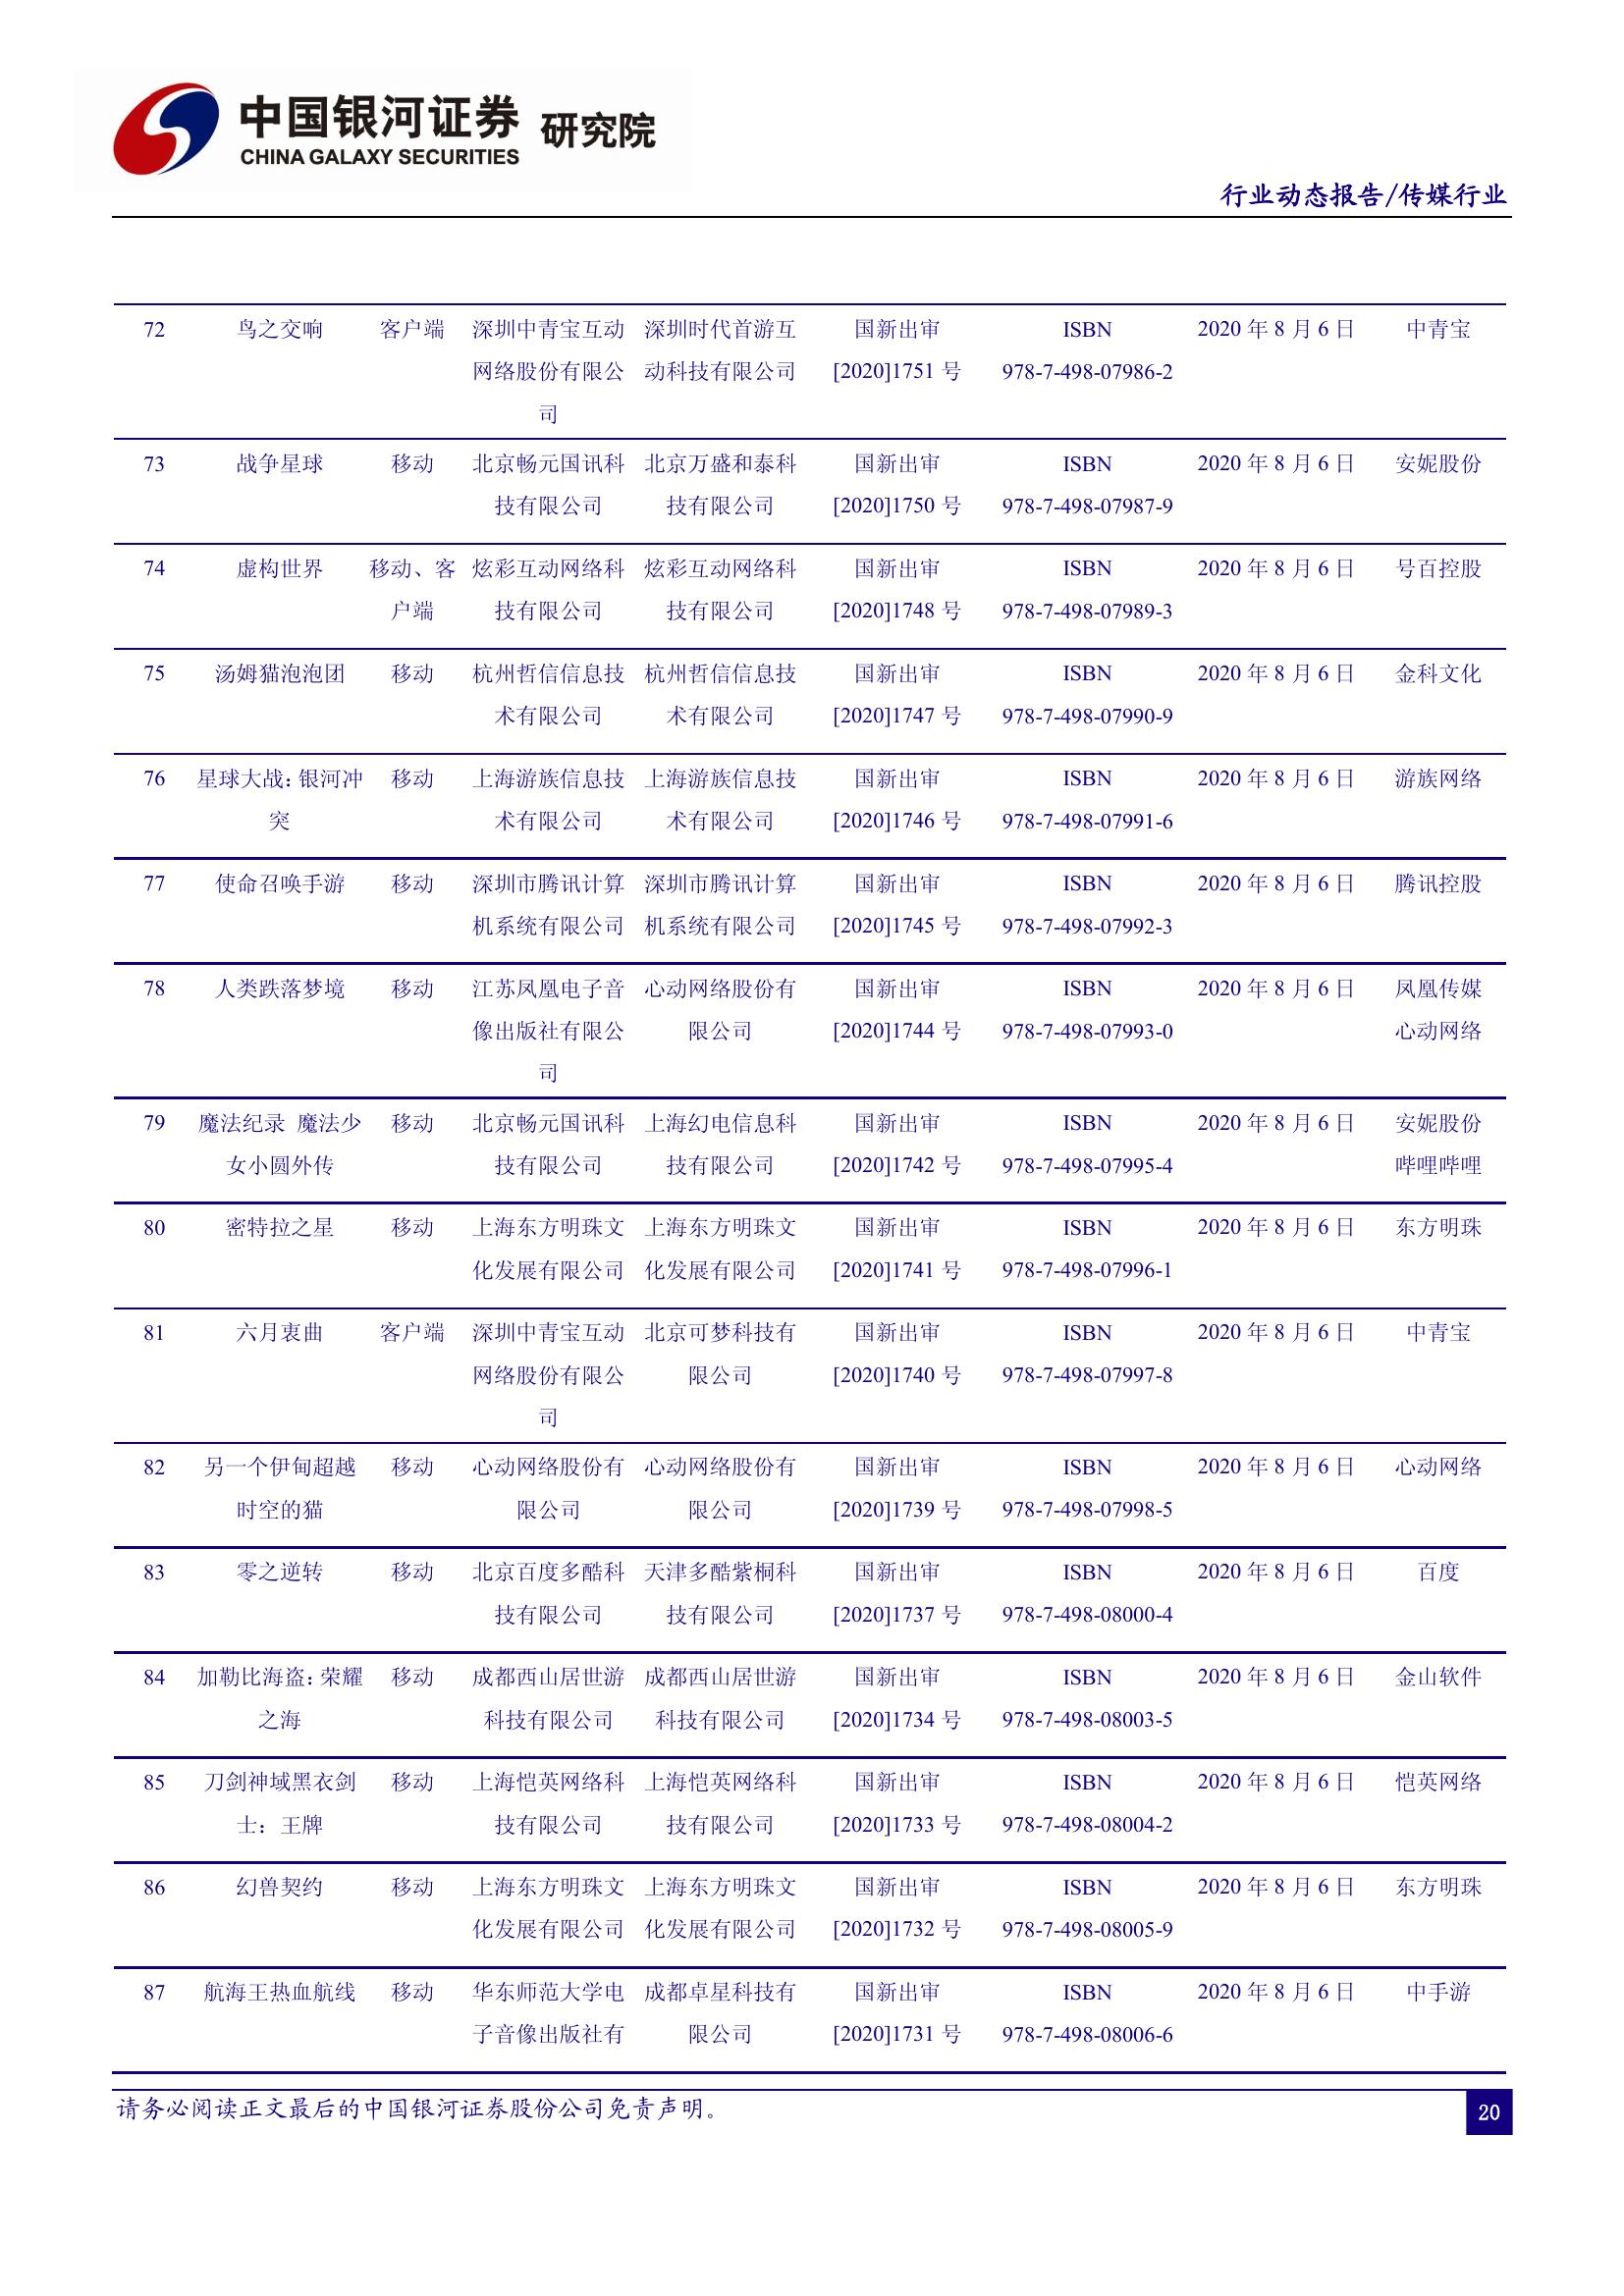 中国银河证券 研究院
CHINA GALAXY SECURITIES
行业动态报告/传媒行业
72 鸟之交响 客户端 深圳中青宝互动 深圳时代首游互 国新出审 ISBN 2020 年 8 月 6 日 中青宝
网络股份有限公 动科技有限公司 [2020]1751 号 978-7-498-07986-2
司
73 战争星球 移动 北京畅元国讯科 北京万盛和泰科 国新出审 ISBN 2020 年 8 月 6 日 安妮股份
技有限公司 技有限公司 [2020]1750 号 978-7-498-07987-9
74 虚构世界 移动、客 炫彩互动网络科 炫彩互动网络科 国新出审 ISBN 2020 年 8 月 6 日 号百控股
户端 技有限公司 技有限公司 [2020]1748 号 978-7-498-07989-3
75 汤姆猫泡泡团 移动 杭州哲信信息技 杭州哲信信息技 国新出审 ISBN 2020 年 8 月 6 日 金科文化
术有限公司 术有限公司 [2020]1747 号 978-7-498-07990-9
76 星球大战：银河冲 移动 上海游族信息技 上海游族信息技 国新出审 ISBN 2020 年 8 月 6 日 游族网络
突 术有限公司 术有限公司 [2020]1746 号 978-7-498-07991-6
77 使命召唤手游 移动 深圳市腾讯计算 深圳市腾讯计算 国新出审 ISBN 2020 年 8 月 6 日 腾讯控股
机系统有限公司 机系统有限公司 [2020]1745 号 978-7-498-07992-3
78 人类跌落梦境 移动 江苏凤凰电子音 心动网络股份有 国新出审 ISBN 2020 年 8 月 6 日 凤凰传媒
像出版社有限公 限公司 [2020]1744 号 978-7-498-07993-0 心动网络
司
79 魔法纪录 魔法少 移动 北京畅元国讯科 上海幻电信息科 国新出审 ISBN 2020 年 8 月 6 日 安妮股份
女小圆外传 技有限公司 技有限公司 [2020]1742 号 978-7-498-07995-4 哔哩哔哩
80 密特拉之星 移动 上海东方明珠文 上海东方明珠文 国新出审 ISBN 2020 年 8 月 6 日 东方明珠
化发展有限公司 化发展有限公司 [2020]1741 号 978-7-498-07996-1
81 六月衷曲 客户端 深圳中青宝互动 北京可梦科技有 国新出审 ISBN 2020 年 8 月 6 日 中青宝
网络股份有限公 限公司 [2020]1740 号 978-7-498-07997-8
司
82 另一个伊甸超越 移动 心动网络股份有 心动网络股份有 国新出审 ISBN 2020 年 8 月 6 日 心动网络
时空的猫 限公司 限公司 [2020]1739 号 978-7-498-07998-5
83 零之逆转 移动 北京百度多酷科 天津多酷紫桐科 国新出审 ISBN 2020 年 8 月 6 日 百度
技有限公司 技有限公司 [2020]1737 号 978-7-498-08000-4
84 加勒比海盗：荣耀 移动 成都西山居世游 成都西山居世游 国新出审 ISBN 2020 年 8 月 6 日 金山软件
之海 科技有限公司 科技有限公司 [2020]1734 号 978-7-498-08003-5
85 刀剑神域黑衣剑 移动 上海恺英网络科 上海恺英网络科 国新出审 ISBN 2020 年 8 月 6 日 恺英网络
士：王牌 技有限公司 技有限公司 [2020]1733 号 978-7-498-08004-2
86 幻兽契约 移动 上海东方明珠文 上海东方明珠文 国新出审 ISBN 2020 年 8 月 6 日 东方明珠
化发展有限公司 化发展有限公司 [2020]1732 号 978-7-498-08005-9
87 航海王热血航线 移动 华东师范大学电 成都卓星科技有 国新出审 ISBN 2020 年 8 月 6 日 中手游
子音像出版社有 限公司 [2020]1731 号 978-7-498-08006-6
请务必阅读正文最后的中国银河证券股份公司免责声明。
20